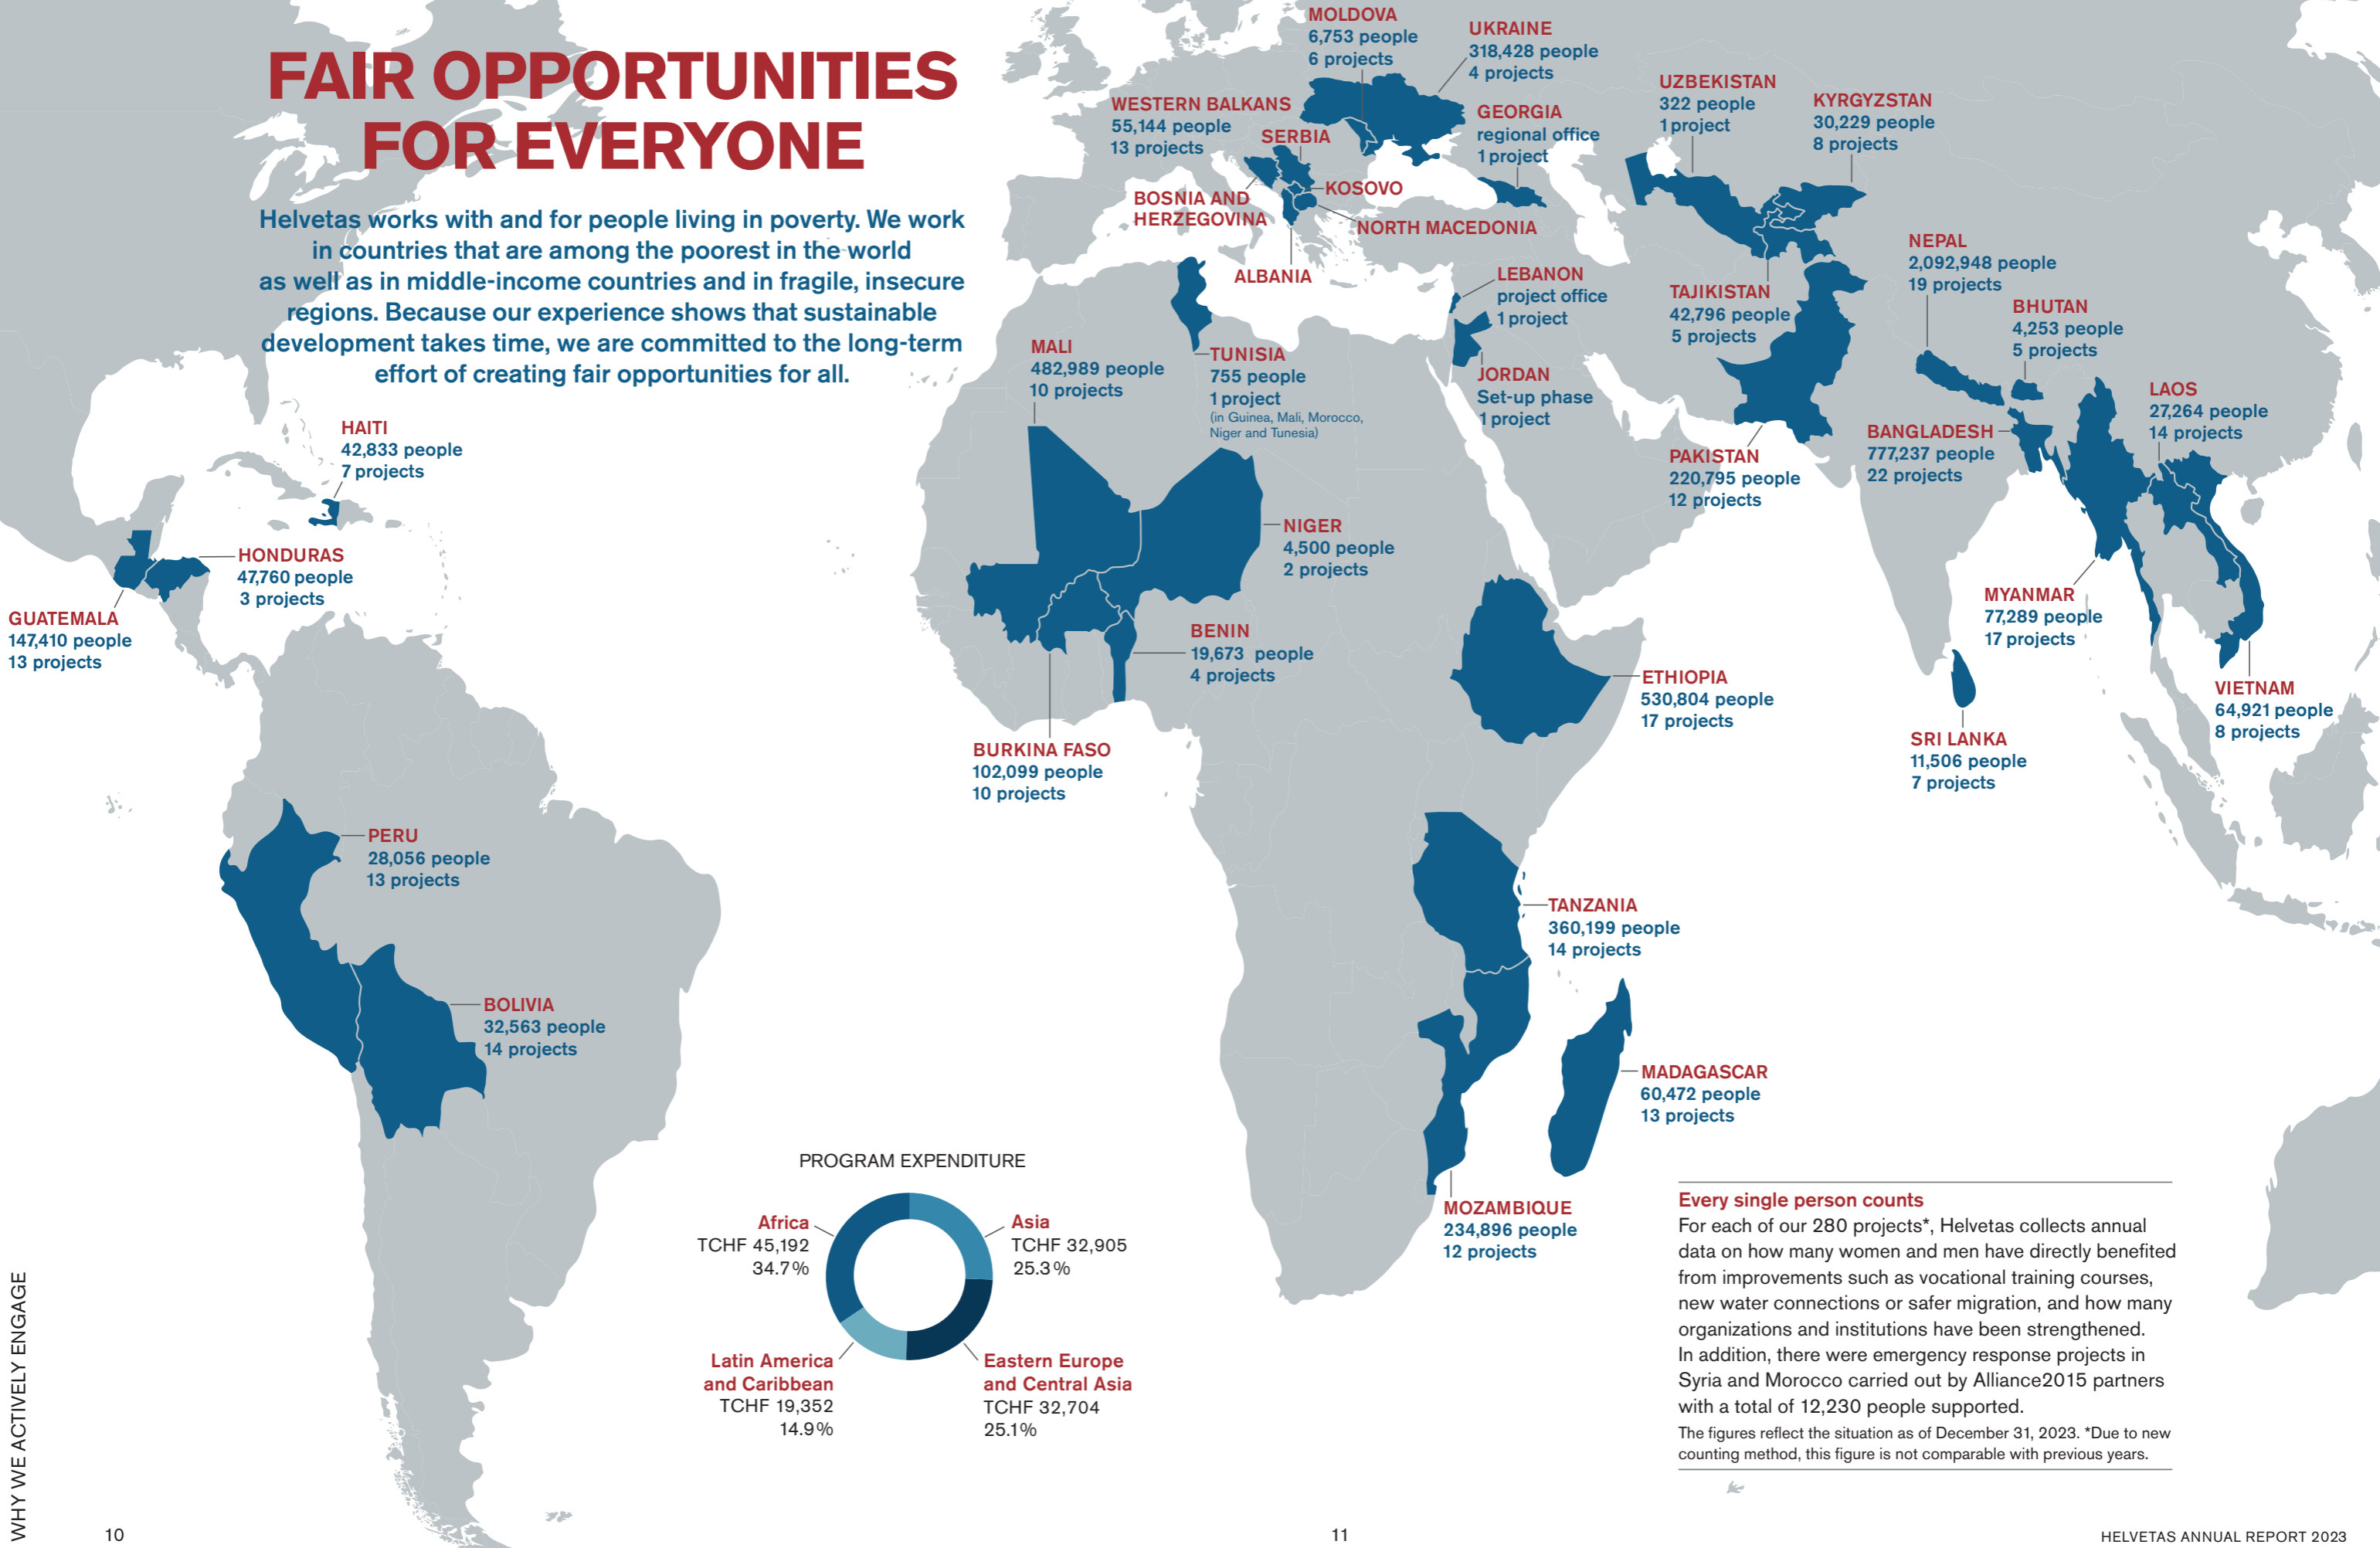 FAIR OPPORTUNITIES
FOR EVERYONE
Helvetas works with and for people living in poverty. We work
in countries that are among the poorest in the world
as well as in middle-income countries and in fragile, insecure
regions. Because our experience shows that sustainable
development takes time, we are committed to the long-term
effort of creating fair opportunities for all.
HAITI
42,833 people
7 projects
HONDURAS
47,760 people
3 projects
GUATEMALA
147,410 people
13 projects
PERU
28,056 people
13 projects
BOLIVIA
32,563 people
14 projects
MOLDOVA
6,753 people
6 projects
UKRAINE
318,428 people
4 projects
WESTERN BALKANS
55,144 people
13 projects
SERBIA
BOSNIA AND
HERZEGOVINA
KOSOVO
NORTH MACEDONIA
ALBANIA
GEORGIA
regional office
1 project
UZBEKISTAN
322 people
1 project
KYRGYZSTAN
30,229 people
8 projects
TAJIKISTAN
42,796 people
5 projects
LEBANON
project office
1 project
JORDAN
Set-up phase
1 project
TUNISIA
755 people
1 project
(in Guinea, Mali, Morocco,
Niger and Tunesia)
MALI
482,989 people
10 projects
NIGER
4,500 people
2 projects
BENIN
19,673 people
4 projects
BURKINA FASO
102,099 people
10 projects
ETHIOPIA
530,804 people
17 projects
TANZANIA
360,199 people
14 projects
MADAGASCAR
60,472 people
13 projects
MOZAMBIQUE
234,896 people
12 projects
NEPAL
2,092,948 people
19 projects
BHUTAN
4,253 people
5 projects
PAKISTAN
220,795 people
12 projects
BANGLADESH
777,237 people
22 projects
LAOS
27,264 people
14 projects
MYANMAR
77,289 people
17 projects
VIETNAM
64,921 people
8 projects
SRI LANKA
11,506 people
7 projects
PROGRAM EXPENDITURE
Africa
TCHF 45,192
34.7%
Asia
TCHF 32,905
25.3%
Latin America
and Caribbean
TCHF 19,352
14.9%
Eastern Europe
and Central Asia
TCHF 32,704
25.1%
Every single person counts
For each of our 280 projects*, Helvetas collects annual
data on how many women and men have directly benefited
from improvements such as vocational training courses,
new water connections or safer migration, and how many
organizations and institutions have been strengthened.
In addition, there were emergency response projects in
Syria and Morocco carried out by Alliance2015 partners
with a total of 12,230 people supported.
The figures reflect the situation as of December 31, 2023. *Due to new
counting method, this figure is not comparable with previous years.
WHY WE ACTIVELY ENGAGE
10
11
HELVETAS ANNUAL REPORT 2023